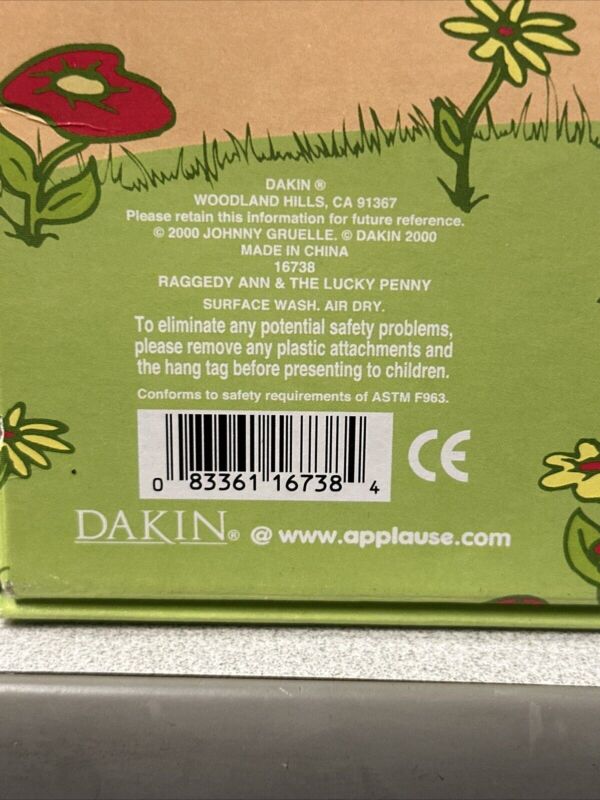 DAKIN ®
WOODLAND HILLS, CA 91367
Please retain this information for future reference.
© 2000 JOHNNY GRUELLE. © DAKIN 2000
MADE IN CHINA
16738
RAGGEDY ANN & THE LUCKY PENNY
SURFACE WASH. AIR DRY.
To eliminate any potential safety problems,
please remove any plastic attachments and
the hang tag before presenting to children.
Conforms to safety requirements of ASTM F963.
0 83361 16738 4
CE
DAKIN® @ www.applause.com